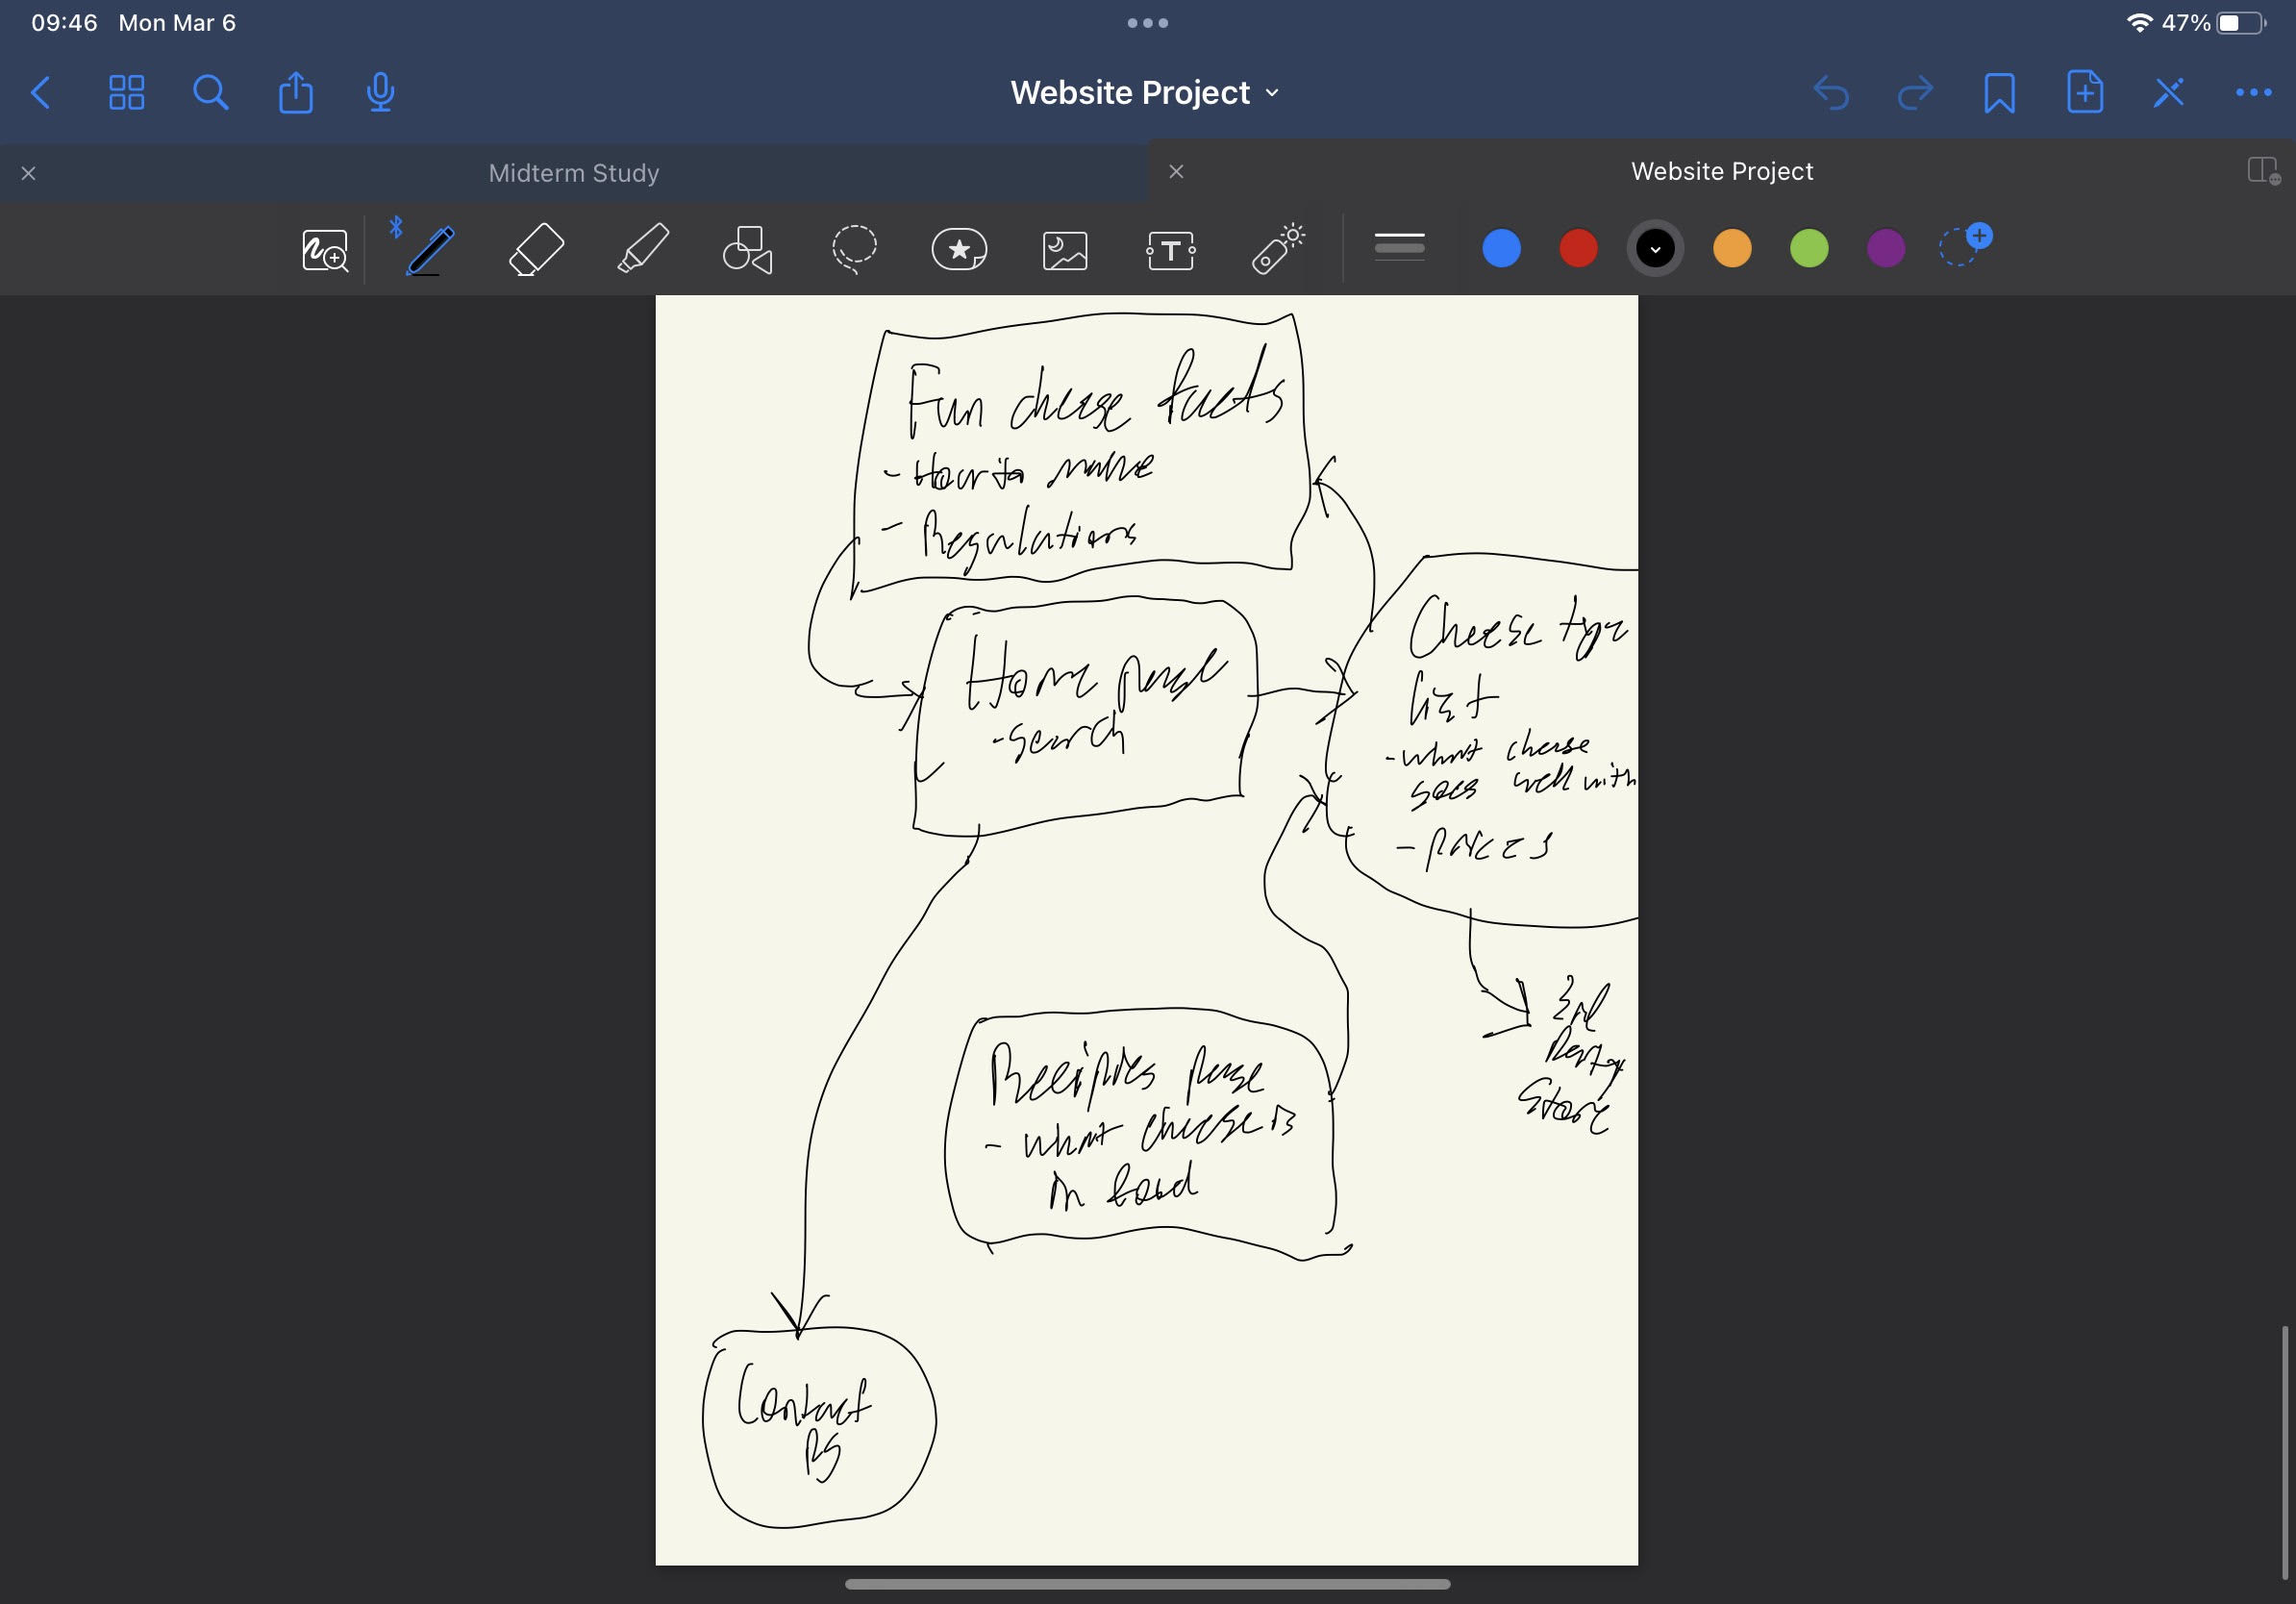 09:46 Mon Mar 6
47%
Website Project
Midterm Study
Website Project
T
Fun cheese facts
- How to make
- Regulations
Home page
- search
Cheese type
list
- what cheese
goes well with
- prices
3rd
Party
Store
Recipies page
- what cheese is
in food
Contact